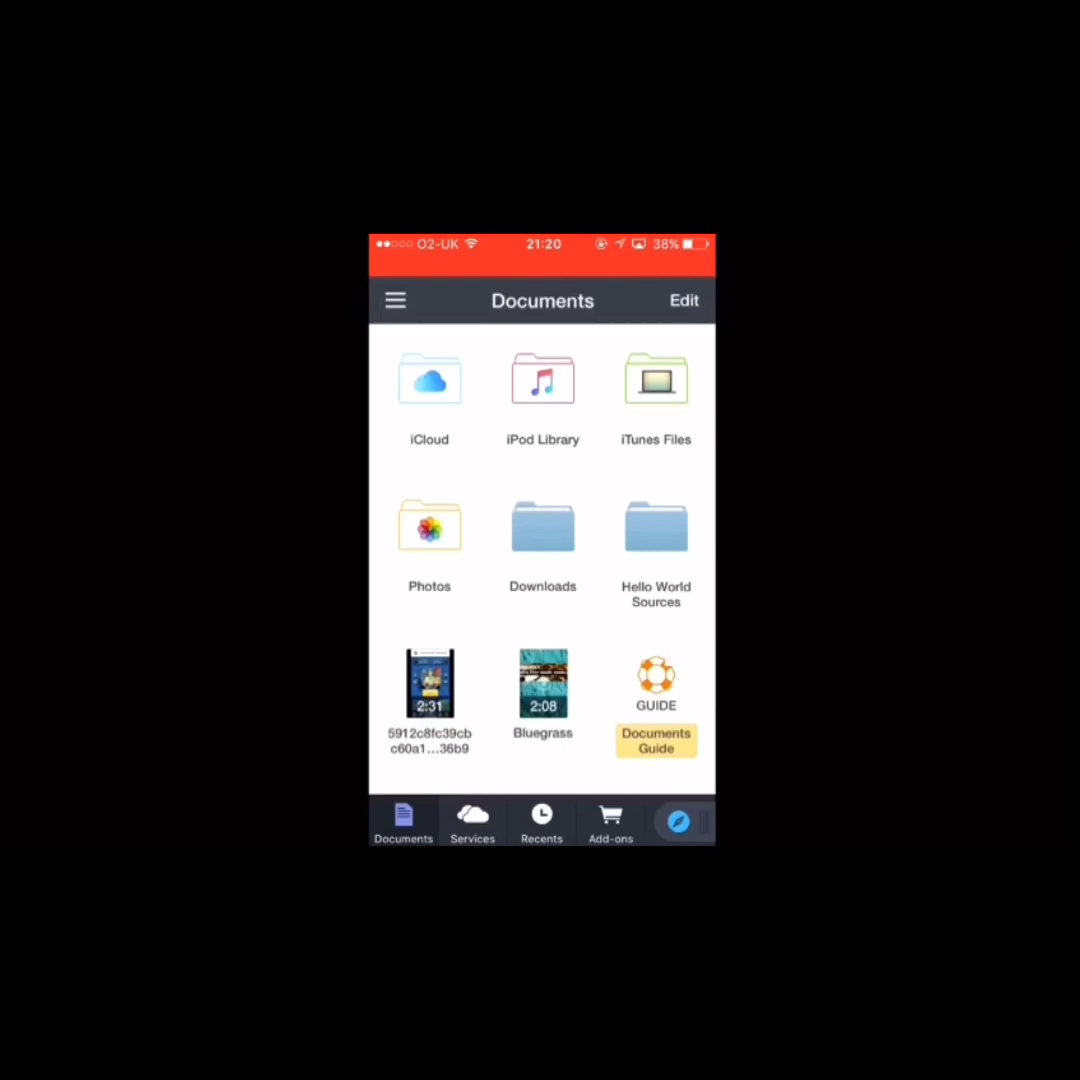 O2-UK 21:20 38%
Documents Edit
iCloud iPod Library iTunes Files
Photos Downloads Hello World
Sources
2:31 2:08 GUIDE
5912c8fc39cb Bluegrass Documents
c60a1...36b9 Guide
Documents Services Recents Add-ons